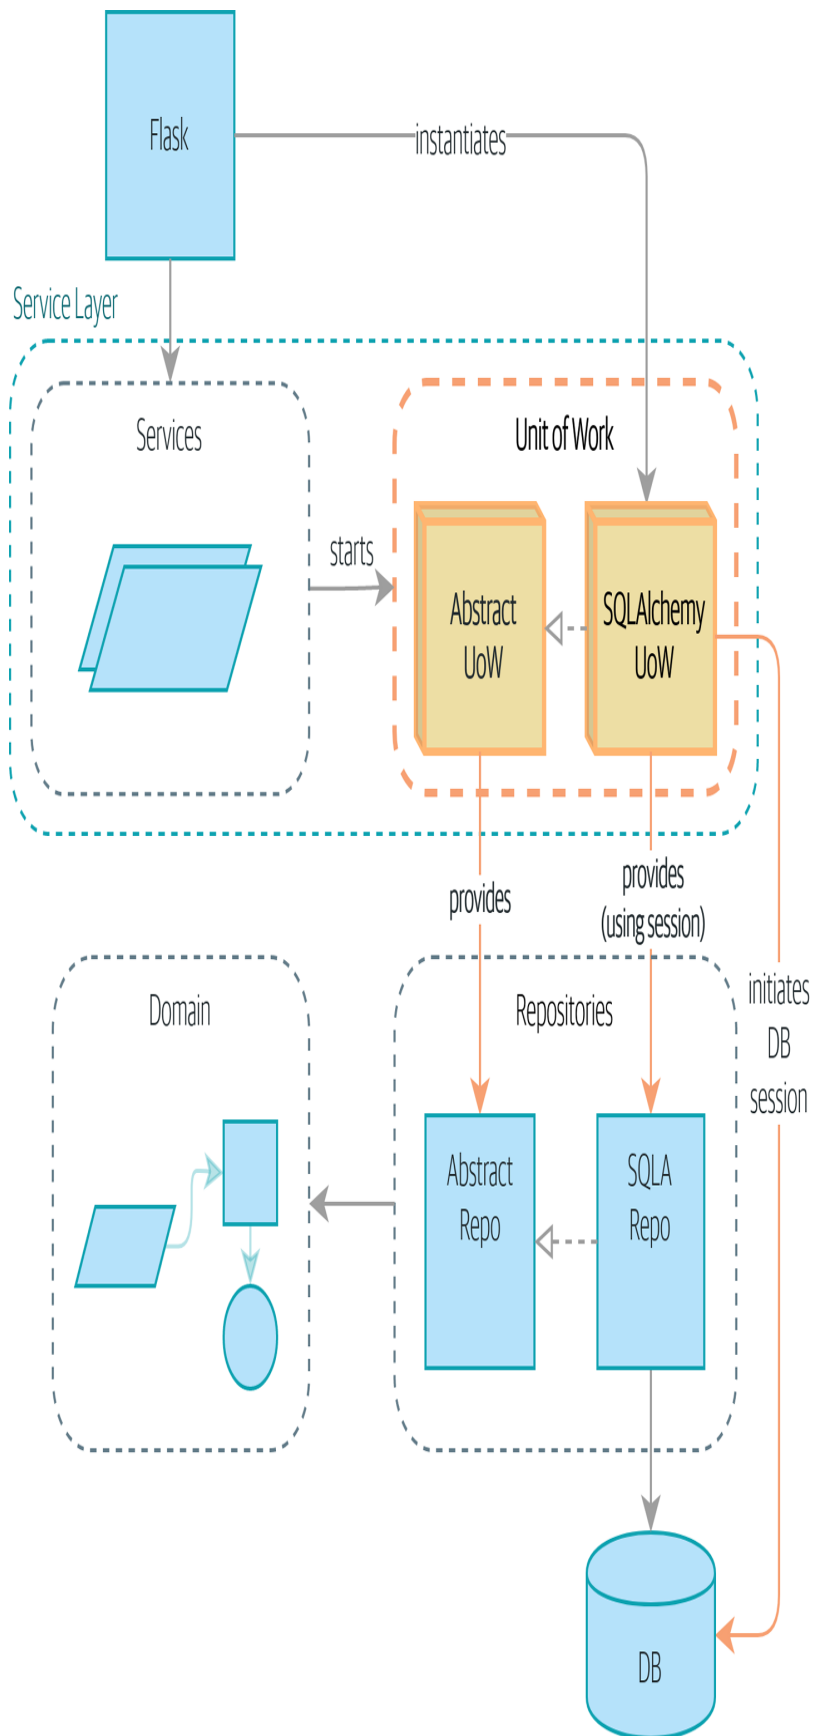 Flask
instantiates
Service Layer
Services
Unit of Work
starts
Abstract
UoW
SQLAlchemy
UoW
provides
provides
(using session)
initiates
DB
session
Domain
Repositories
Abstract
Repo
SQLA
Repo
DB